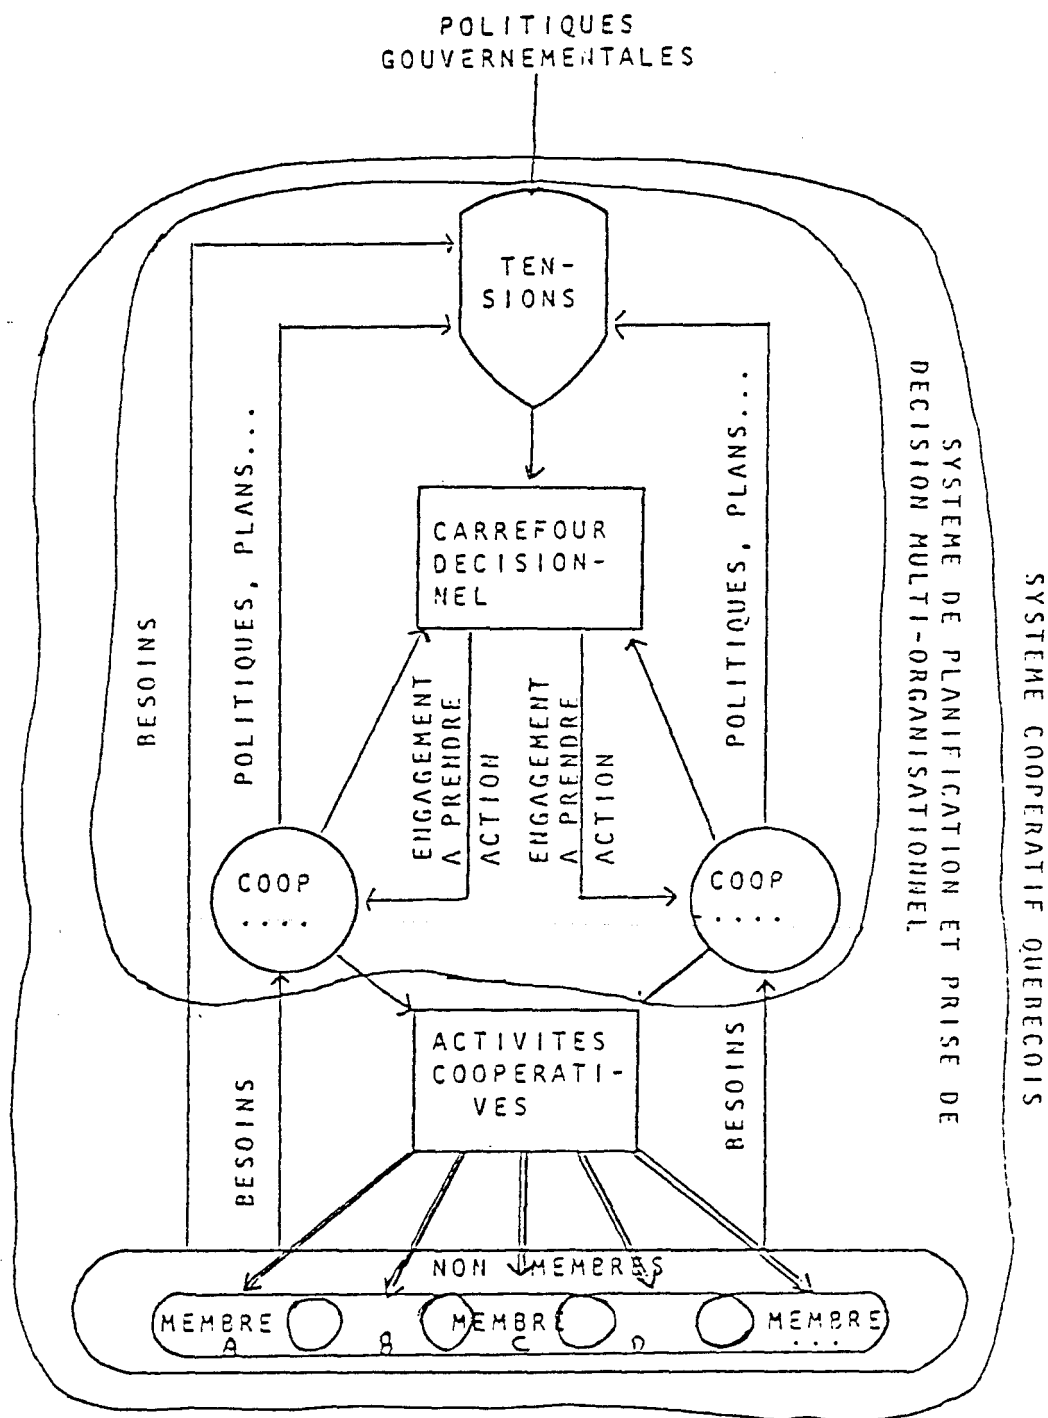 POLITIQUES
GOUVERNEMENTALES
TEN-
SIONS
BESOINS
POLITIQUES, PLANS...
CARREFOUR
DECISION-
NEL
POLITIQUES, PLANS...
ENGAGEMENT
A PRENDRE
ACTION
ENGAGEMENT
A PRENDRE
ACTION
SYSTEME DE PLANIFICATION ET PRISE DE
DECISION MULTI-ORGANISATIONNEL
SYSTEME COOPERATIF QUEBECOIS
COOP
....
COOP
....
ACTIVITES
COOPERATI-
VES
BESOINS
BESOINS
NON MEMBRES
MEMBRE MEMBRE MEMBRE
A B C D ...